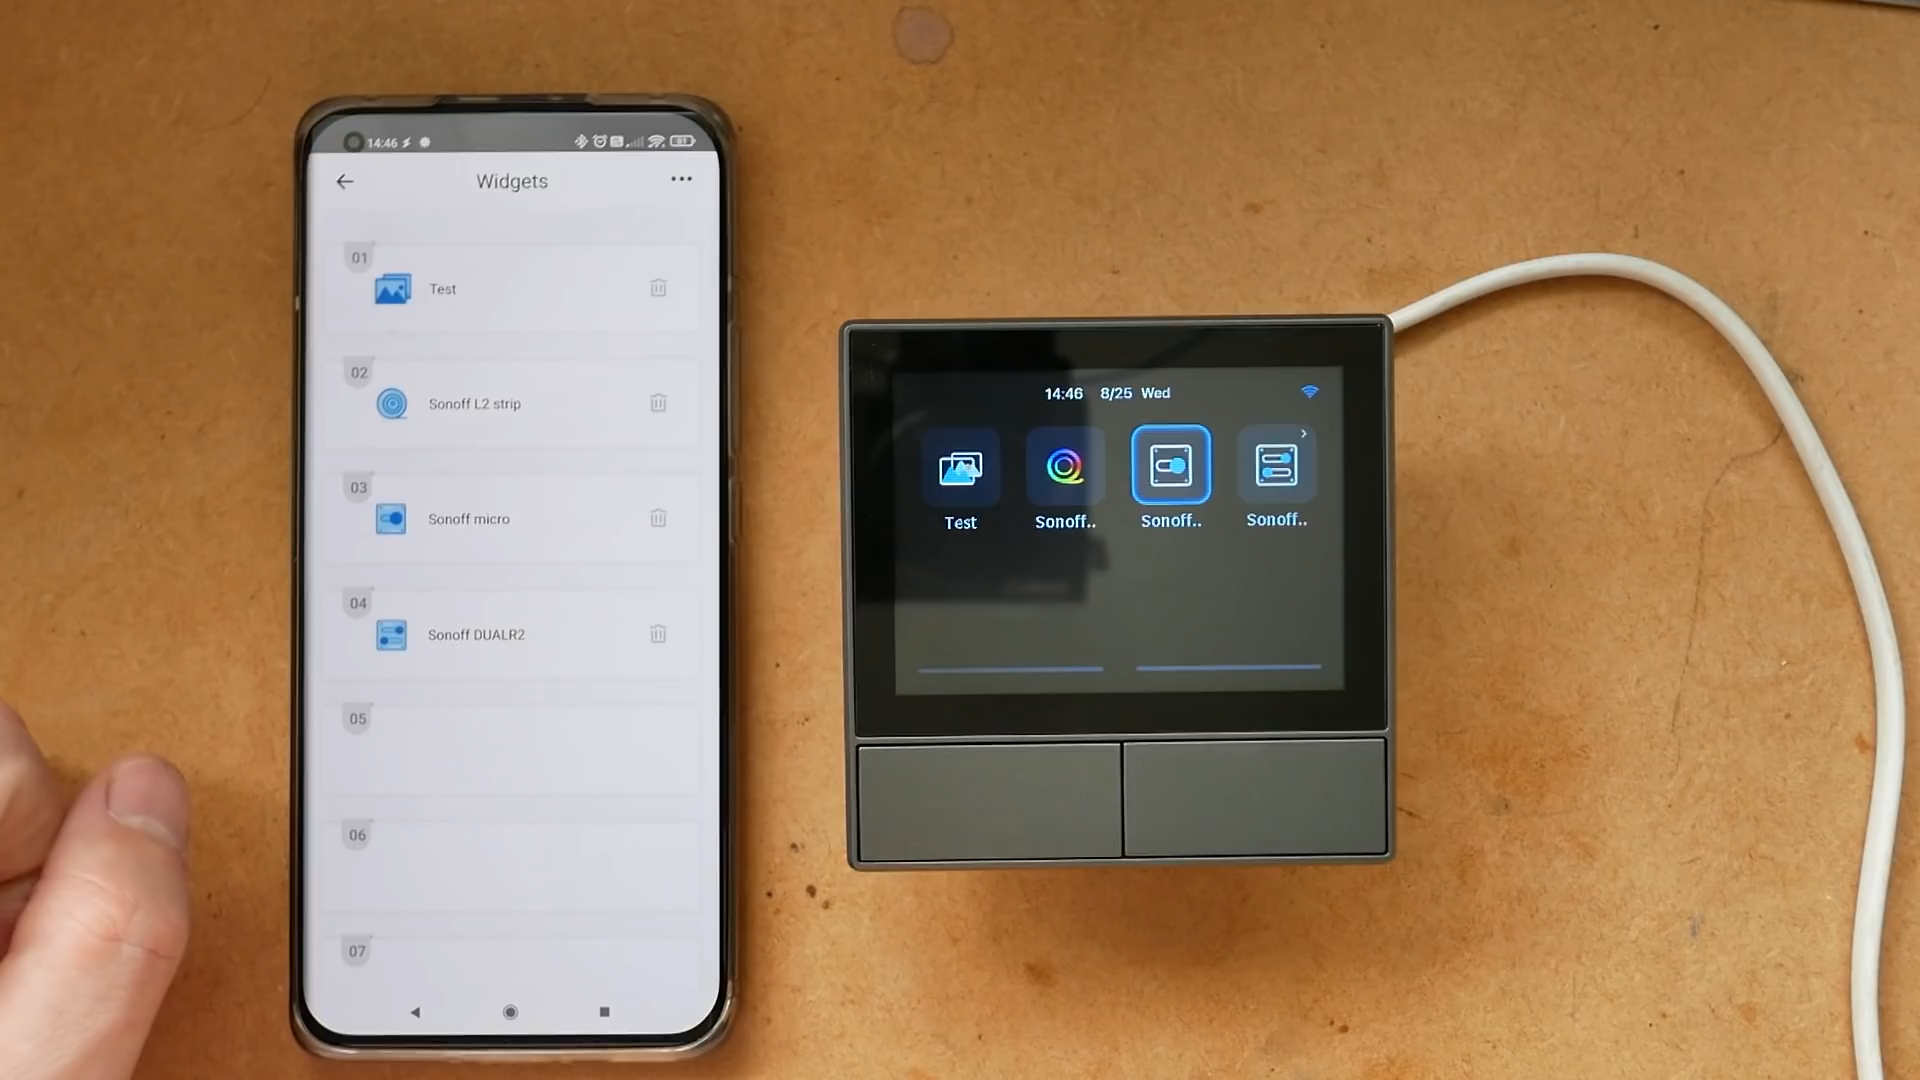 14:46
Widgets
01
Test
02
Sonoff L2 strip
03
Sonoff micro
04
Sonoff DUALR2
05
06
07
14:46 8/25 Wed
Test Sonoff.. Sonoff.. Sonoff..